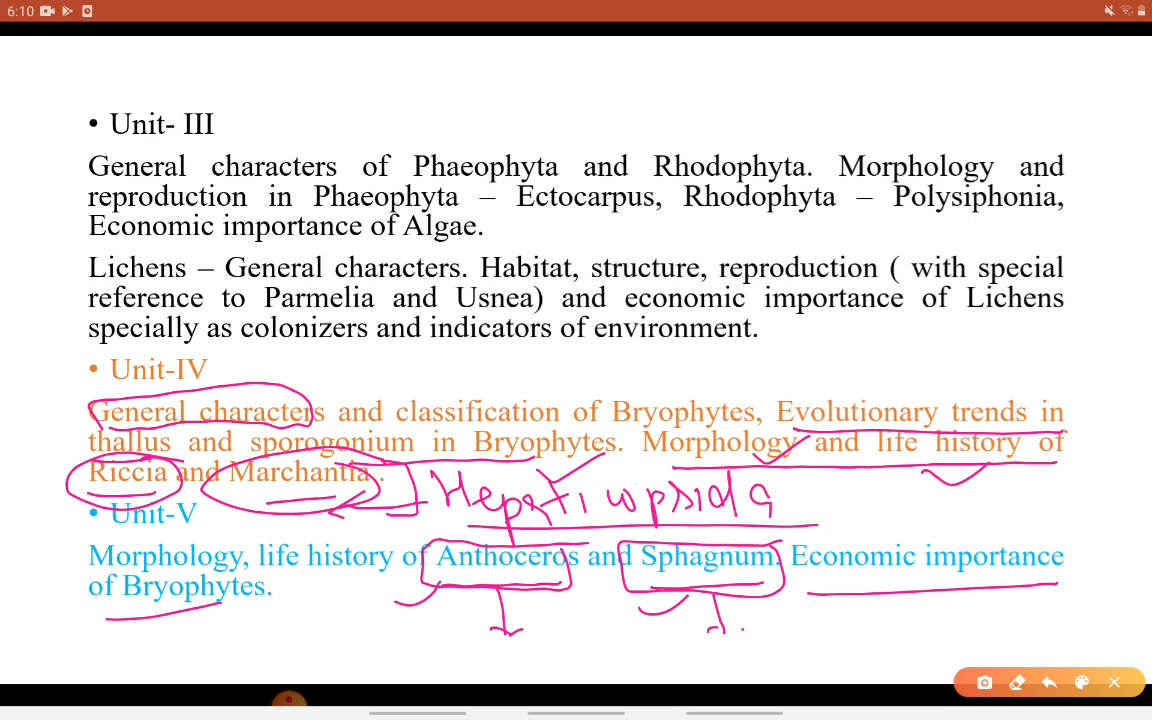 6:10
• Unit- III
General characters of Phaeophyta and Rhodophyta. Morphology and
reproduction in Phaeophyta – Ectocarpus, Rhodophyta – Polysiphonia,
Economic importance of Algae.
Lichens – General characters. Habitat, structure, reproduction ( with special
reference to Parmelia and Usnea) and economic importance of Lichens
specially as colonizers and indicators of environment.
• Unit-IV
General characters and classification of Bryophytes, Evolutionary trends in
thallus and sporogonium in Bryophytes. Morphology and life history of
Riccia and Marchantia .
Hepaticopsida
• Unit-V
Morphology, life history of Anthoceros and Sphagnum. Economic importance
of Bryophytes.